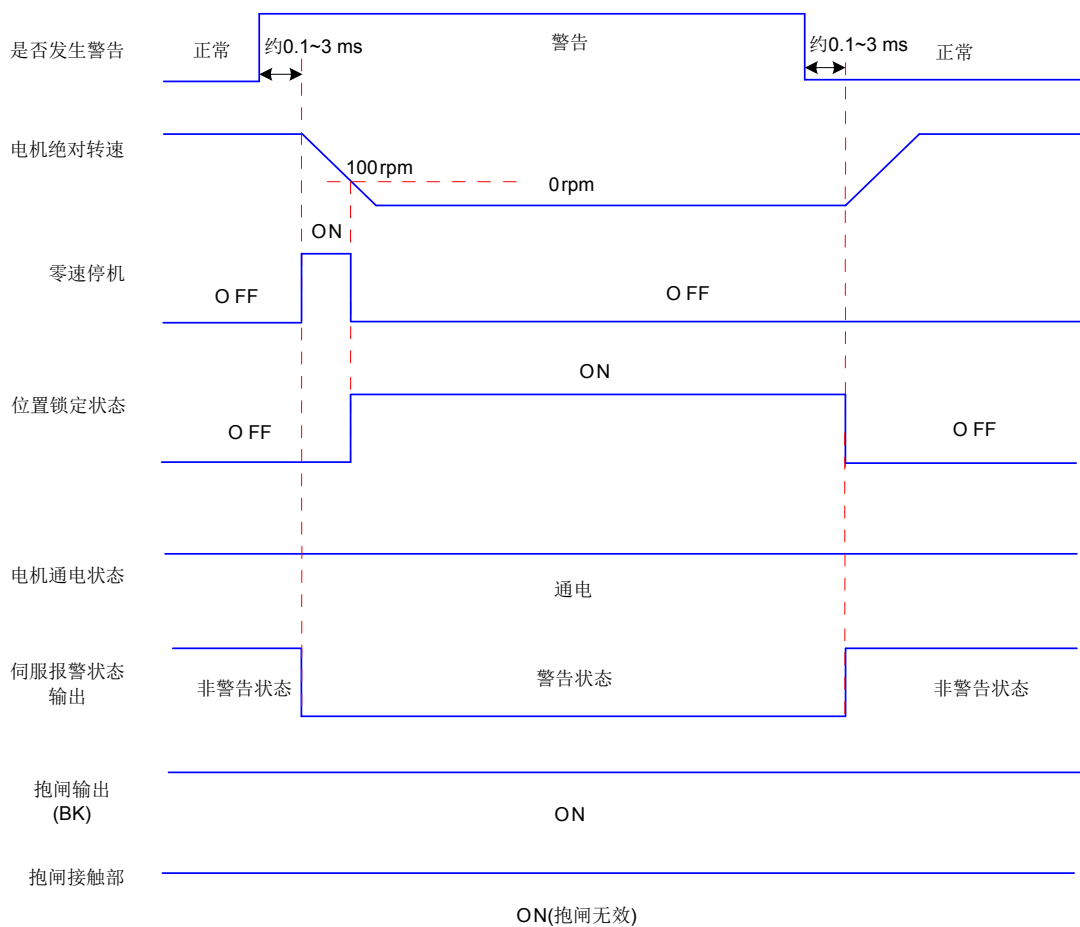 是否发生警告
正常
约0.1~3 ms
警告
约0.1~3 ms
正常
电机绝对转速
100rpm
0rpm
零速停机
OFF
ON
OFF
位置锁定状态
OFF
ON
OFF
电机通电状态
通电
伺服报警状态
输出
非警告状态
警告状态
非警告状态
抱闸输出
(BK)
ON
抱闸接触部
ON(抱闸无效)